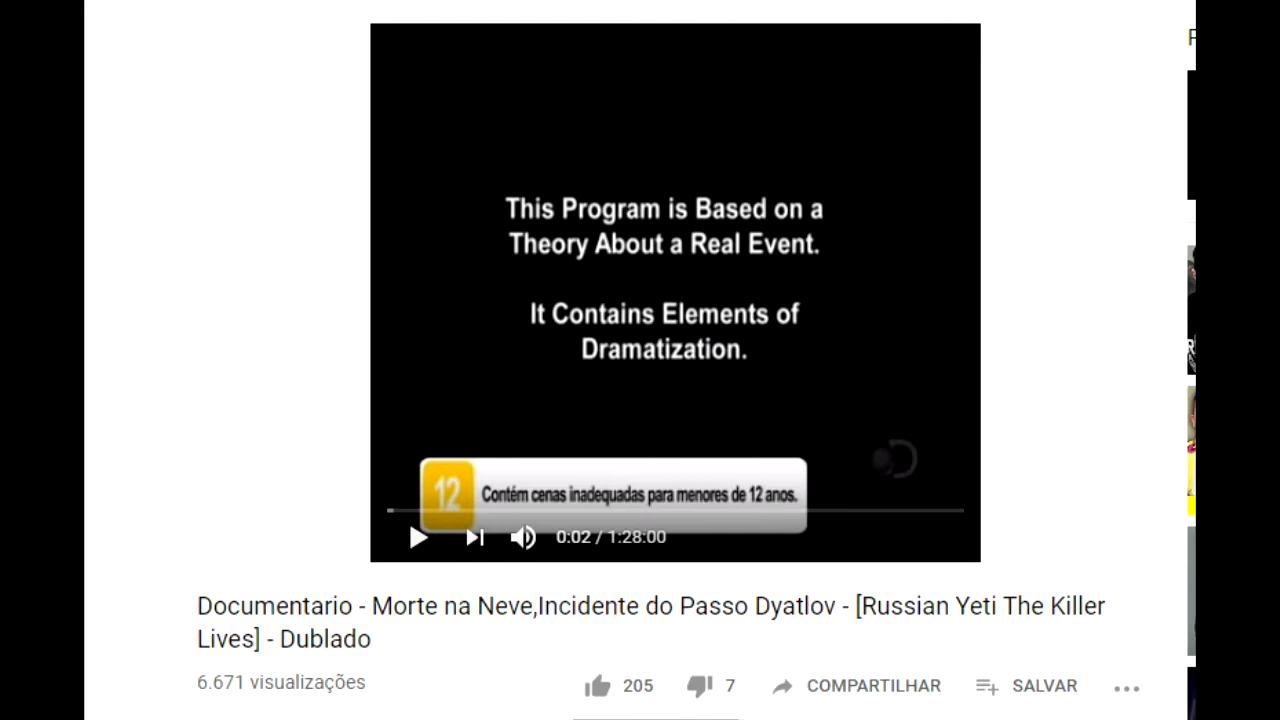 This Program is Based on a
Theory About a Real Event.
It Contains Elements of
Dramatization.
12 Contém cenas inadequadas para menores de 12 anos.
0:02 / 1:28:00
Documentario - Morte na Neve,Incidente do Passo Dyatlov - [Russian Yeti The Killer
Lives] - Dublado
6.671 visualizações 205 7 COMPARTILHAR SALVAR